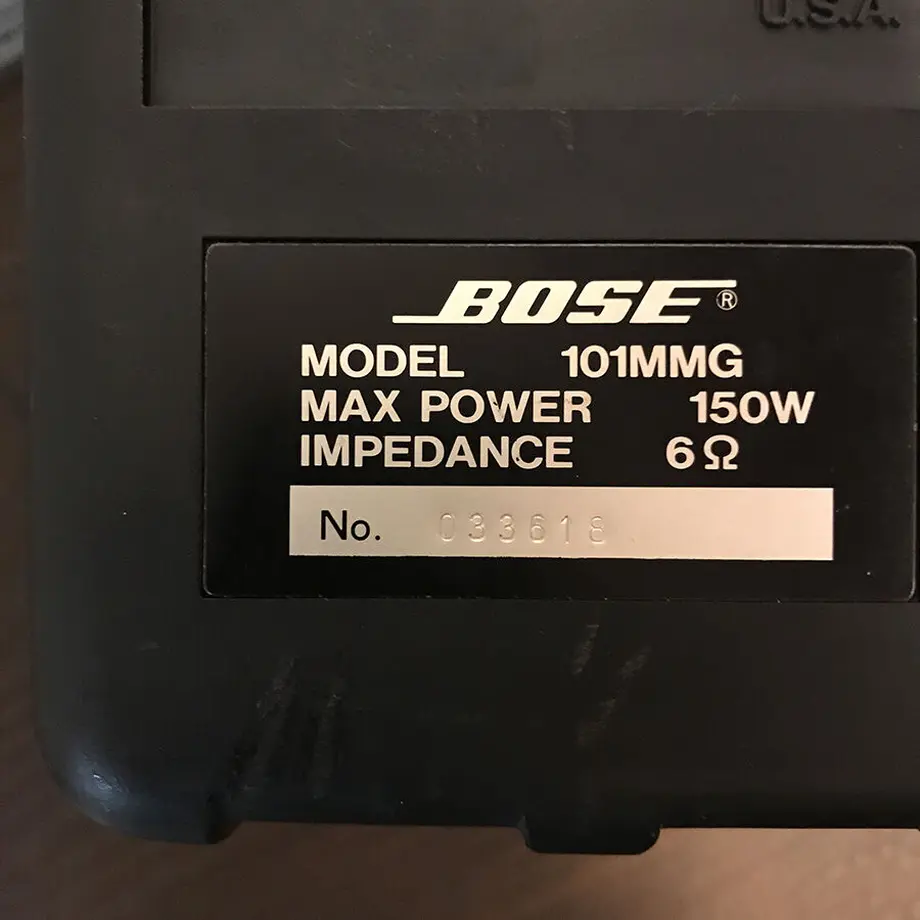 U.S.A.
BOSE®
MODEL 101MMG
MAX POWER 150W
IMPEDANCE 6Ω
No. 033618